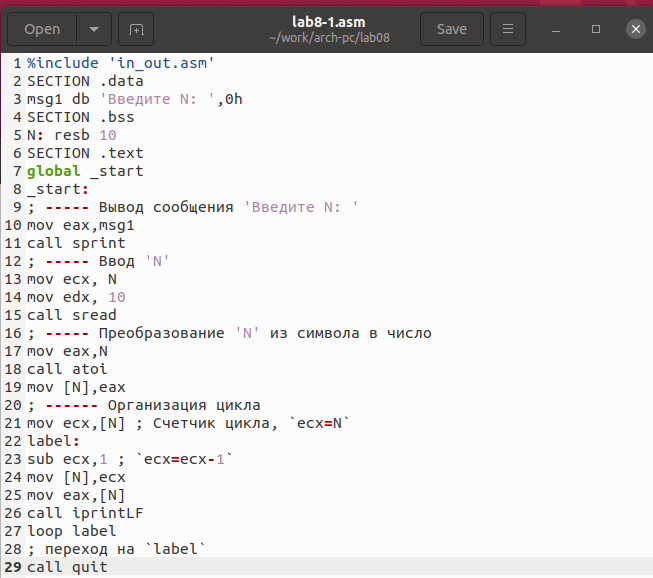 Open
lab8-1.asm
~/work/arch-pc/lab08
Save
1 %include 'in_out.asm'
2 SECTION .data
3 msg1 db 'Введите N: ',0h
4 SECTION .bss
5 N: resb 10
6 SECTION .text
7 global _start
8 _start:
9 ; ----- Вывод сообщения 'Введите N: '
10 mov eax,msg1
11 call sprint
12 ; ----- Ввод 'N'
13 mov ecx, N
14 mov edx, 10
15 call sread
16 ; ----- Преобразование 'N' из символа в число
17 mov eax,N
18 call atoi
19 mov [N],eax
20 ; ------ Организация цикла
21 mov ecx,[N] ; Счетчик цикла, `ecx=N`
22 label:
23 sub ecx,1 ; `ecx=ecx-1`
24 mov [N],ecx
25 mov eax,[N]
26 call iprintLF
27 loop label
28 ; переход на `label`
29 call quit